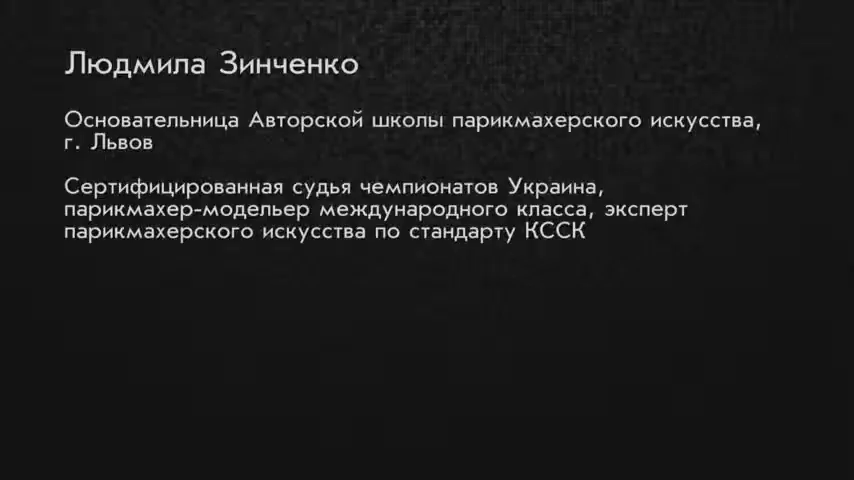 Людмила Зинченко
Основательница Авторской школы парикмахерского искусства,
г. Львов
Сертифицированная судья чемпионатов Украина,
парикмахер-модельер международного класса, эксперт
парикмахерского искусства по стандарту КССК